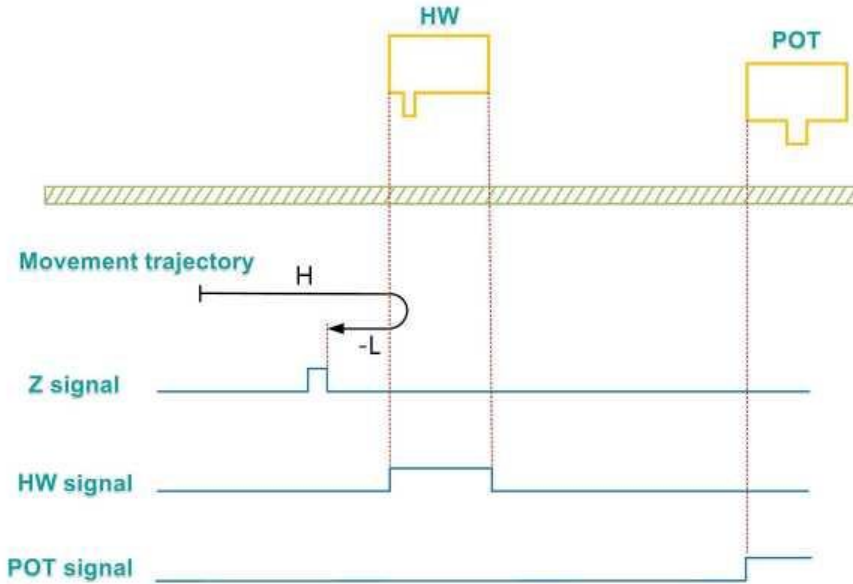 HW
POT
Movement trajectory
H
-L
Z signal
HW signal
POT signal